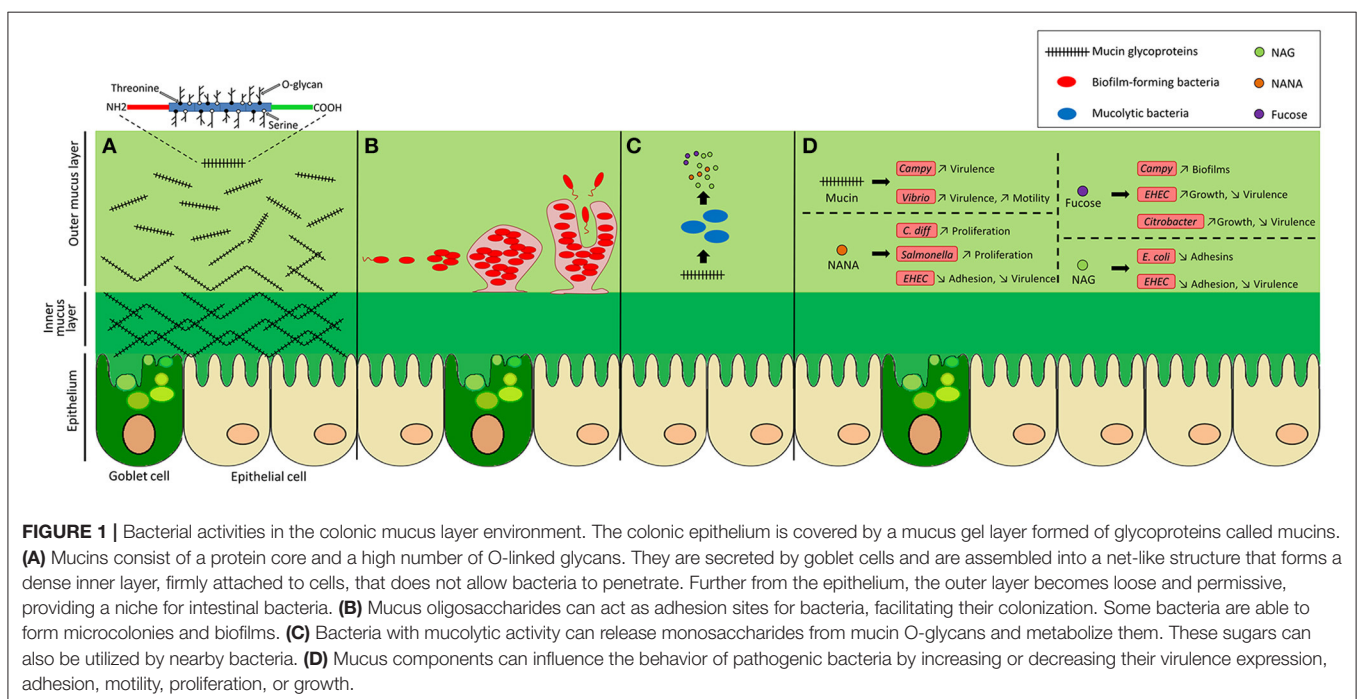 Mucin glycoproteins
NAG
Biofilm-forming bacteria
NANA
Mucolytic bacteria
Fucose
Threonine
O-glycan
NH2
COOH
Serine
Outer mucus layer
Inner mucus layer
Epithelium
A
B
C
D
Mucin
Campy ↗ Virulence
Vibrio ↗ Virulence, ↗ Motility
NANA
C. diff ↗ Proliferation
Salmonella ↗ Proliferation
EHEC ↘ Adhesion, ↘ Virulence
Fucose
Campy ↗ Biofilms
EHEC ↗Growth, ↘ Virulence
Citrobacter ↗Growth, ↘ Virulence
NAG
E. coli ↘ Adhesins
EHEC ↘ Adhesion, ↘ Virulence
Goblet cell
Epithelial cell
FIGURE 1 | Bacterial activities in the colonic mucus layer environment. The colonic epithelium is covered by a mucus gel layer formed of glycoproteins called mucins.
(A) Mucins consist of a protein core and a high number of O-linked glycans. They are secreted by goblet cells and are assembled into a net-like structure that forms a
dense inner layer, firmly attached to cells, that does not allow bacteria to penetrate. Further from the epithelium, the outer layer becomes loose and permissive,
providing a niche for intestinal bacteria. (B) Mucus oligosaccharides can act as adhesion sites for bacteria, facilitating their colonization. Some bacteria are able to
form microcolonies and biofilms. (C) Bacteria with mucolytic activity can release monosaccharides from mucin O-glycans and metabolize them. These sugars can
also be utilized by nearby bacteria. (D) Mucus components can influence the behavior of pathogenic bacteria by increasing or decreasing their virulence expression,
adhesion, motility, proliferation, or growth.